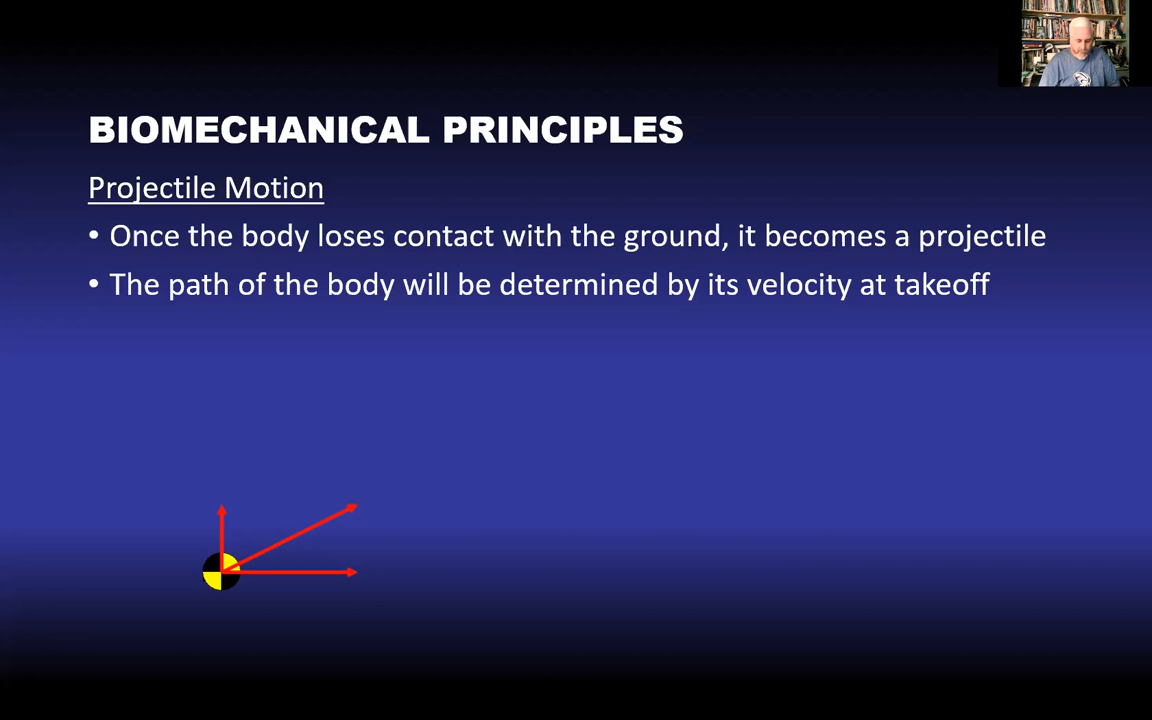 BIOMECHANICAL PRINCIPLES
Projectile Motion
• Once the body loses contact with the ground, it becomes a projectile
• The path of the body will be determined by its velocity at takeoff